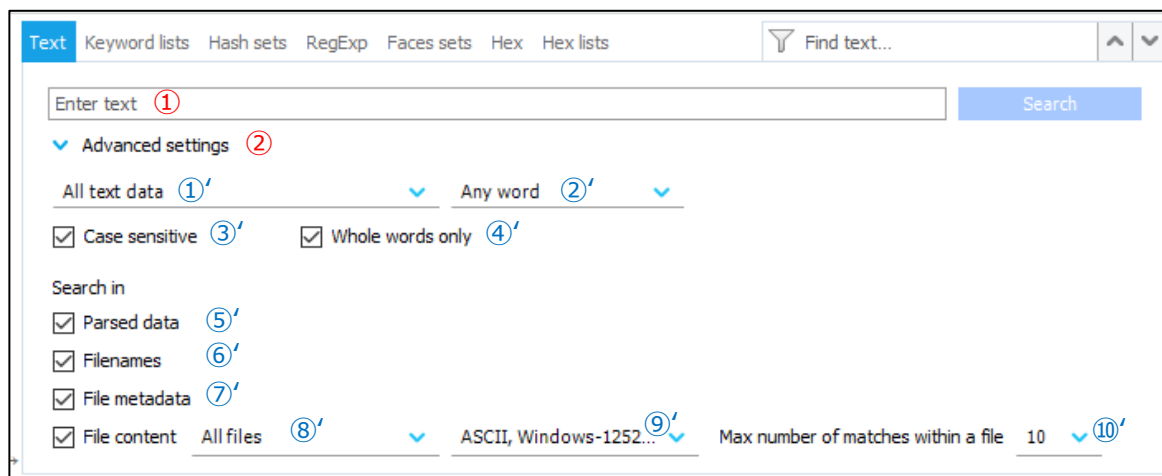 Text Keyword lists Hash sets RegExp Faces sets Hex Hex lists Find text...
Enter text ① Search
Advanced settings ②
All text data ①′ Any word ②′
Case sensitive ③′ Whole words only ④′
Search in
Parsed data ⑤′
Filenames ⑥′
File metadata ⑦′
File content All files ⑧′ ASCII, Windows-1252... ⑨′ Max number of matches within a file 10 ⑩′